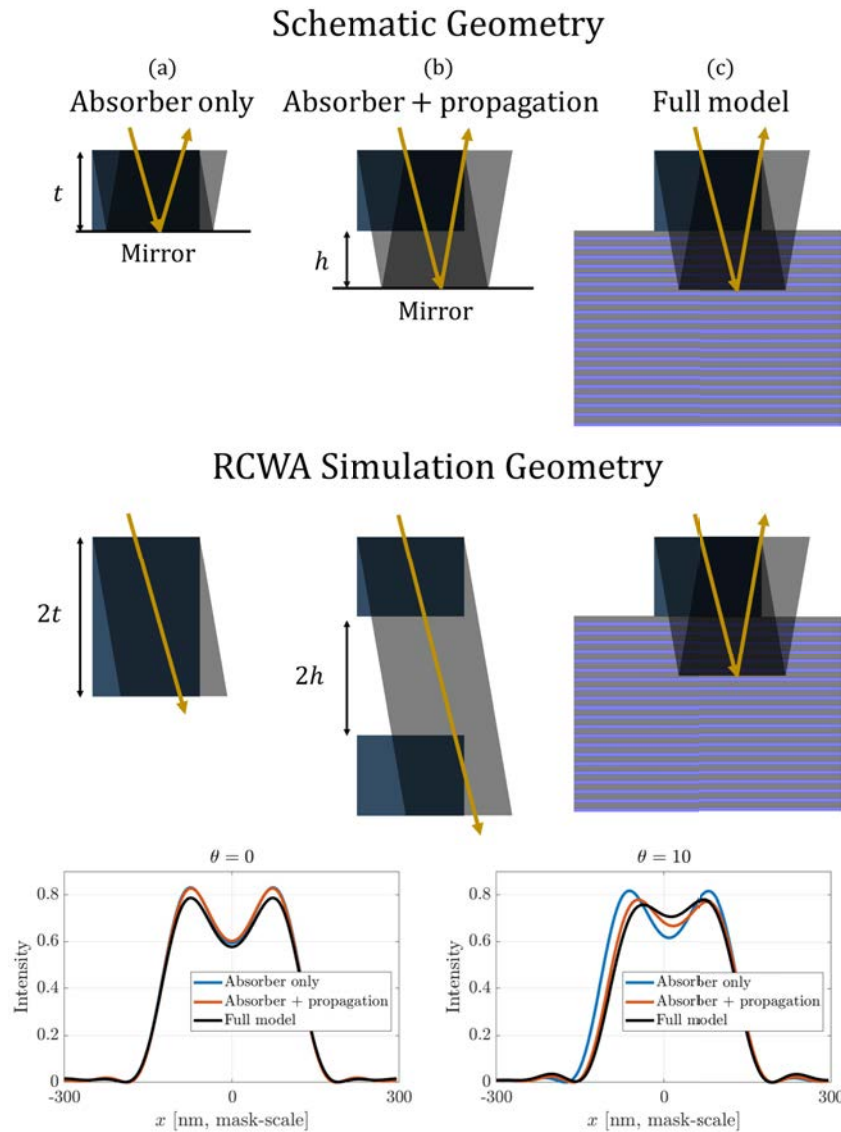 Schematic Geometry
(a) (b) (c)
Absorber only Absorber + propagation Full model
t
Mirror
h
Mirror
RCWA Simulation Geometry
2t
2h
θ = 0
Intensity
0.8
0.6
0.4
0.2
0
Absorber only
Absorber + propagation
Full model
-300 0 300
x [nm, mask-scale]
θ = 10
Intensity
0.8
0.6
0.4
0.2
0
Absorber only
Absorber + propagation
Full model
-300 0 300
x [nm, mask-scale]